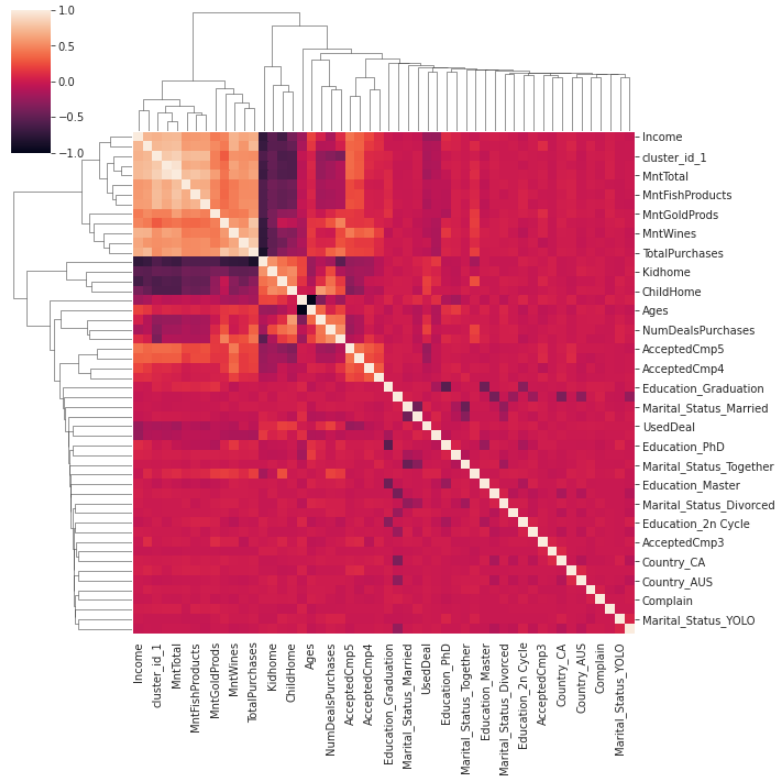 1.0
0.5
0.0
−0.5
−1.0
Income
cluster_id_1
MntTotal
MntFishProducts
MntGoldProds
MntWines
TotalPurchases
Kidhome
ChildHome
Ages
NumDealsPurchases
AcceptedCmp5
AcceptedCmp4
Education_Graduation
Marital_Status_Married
UsedDeal
Education_PhD
Marital_Status_Together
Education_Master
Marital_Status_Divorced
Education_2n Cycle
AcceptedCmp3
Country_CA
Country_AUS
Complain
Marital_Status_YOLO
Income
cluster_id_1
MntTotal
MntFishProducts
MntGoldProds
MntWines
TotalPurchases
Kidhome
ChildHome
Ages
NumDealsPurchases
AcceptedCmp5
AcceptedCmp4
Education_Graduation
Marital_Status_Married
UsedDeal
Education_PhD
Marital_Status_Together
Education_Master
Marital_Status_Divorced
Education_2n Cycle
AcceptedCmp3
Country_CA
Country_AUS
Complain
Marital_Status_YOLO